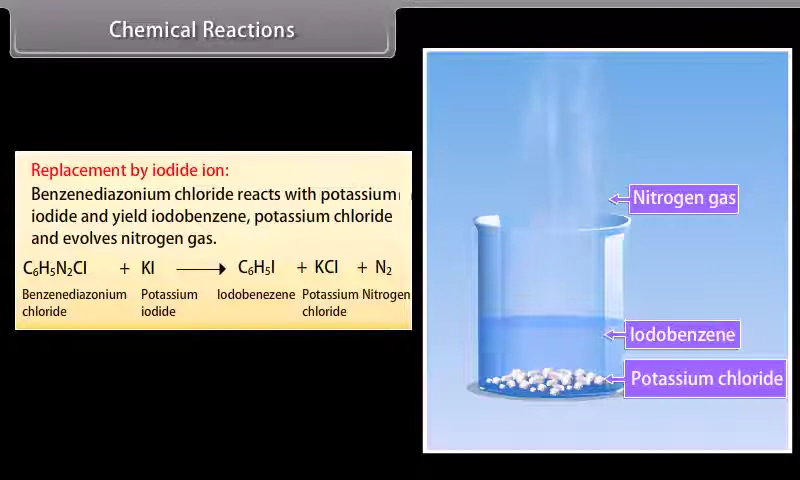 Chemical Reactions
Replacement by iodide ion:
Benzenediazonium chloride reacts with potassium
iodide and yield iodobenzene, potassium chloride
and evolves nitrogen gas.
C₆H₅N₂Cl + KI ⟶ C₆H₅I + KCl + N₂
Benzenediazonium Potassium Iodobenezene Potassium Nitrogen
chloride iodide chloride
Nitrogen gas
Iodobenzene
Potassium chloride